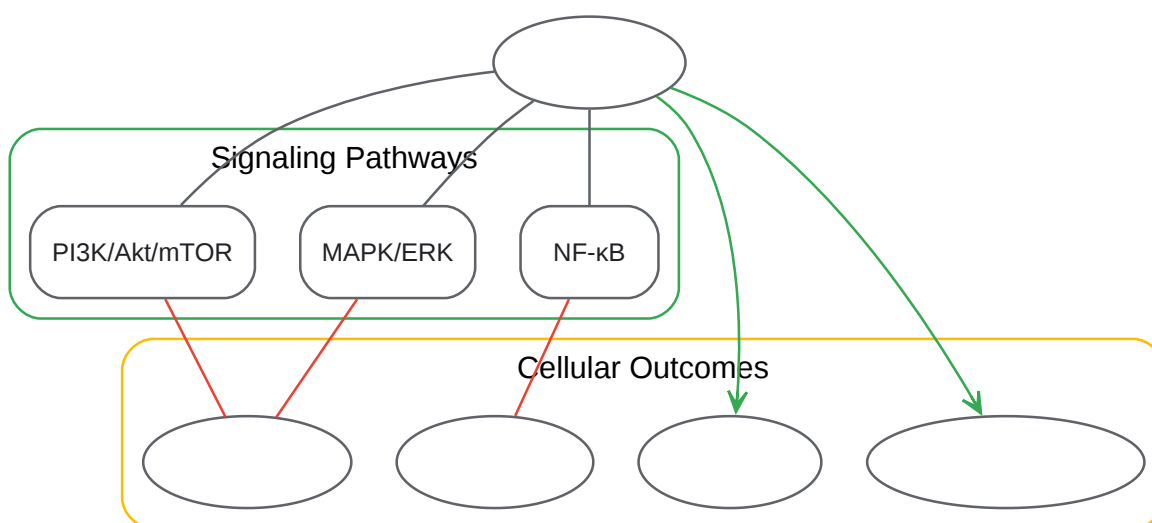 Signaling Pathways
PI3K/Akt/mTOR
MAPK/ERK
NF-κB
Cellular Outcomes